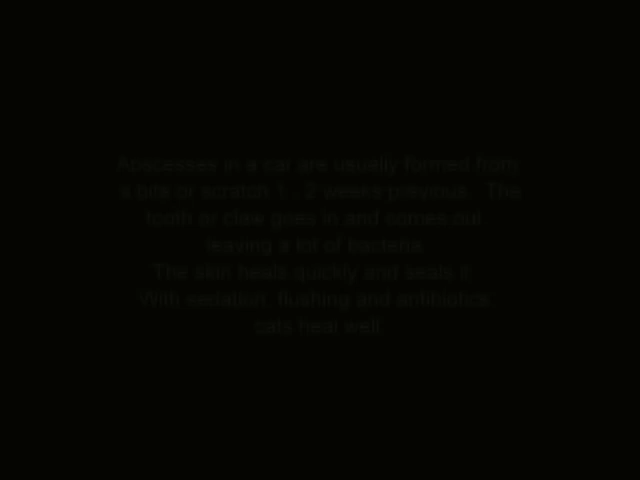 Abscesses in a cat are usually formed from
a bite or scratch 1 - 2 weeks previous. The
tooth or claw goes in and comes out
leaving a lot of bacteria.
The skin heals quickly and seals it.
With sedation, flushing and antibiotics,
cats heal well.